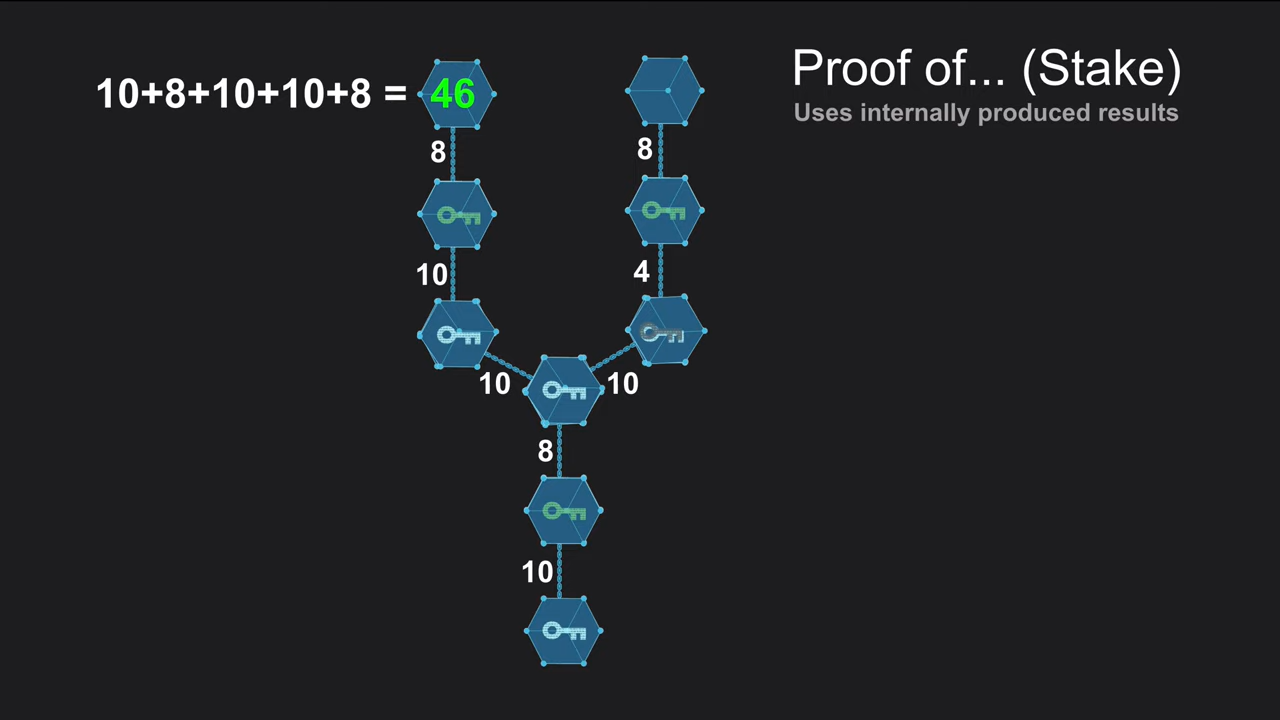 Proof of... (Stake)
Uses internally produced results
10+8+10+10+8 = 46
8
8
10
4
10
10
8
10